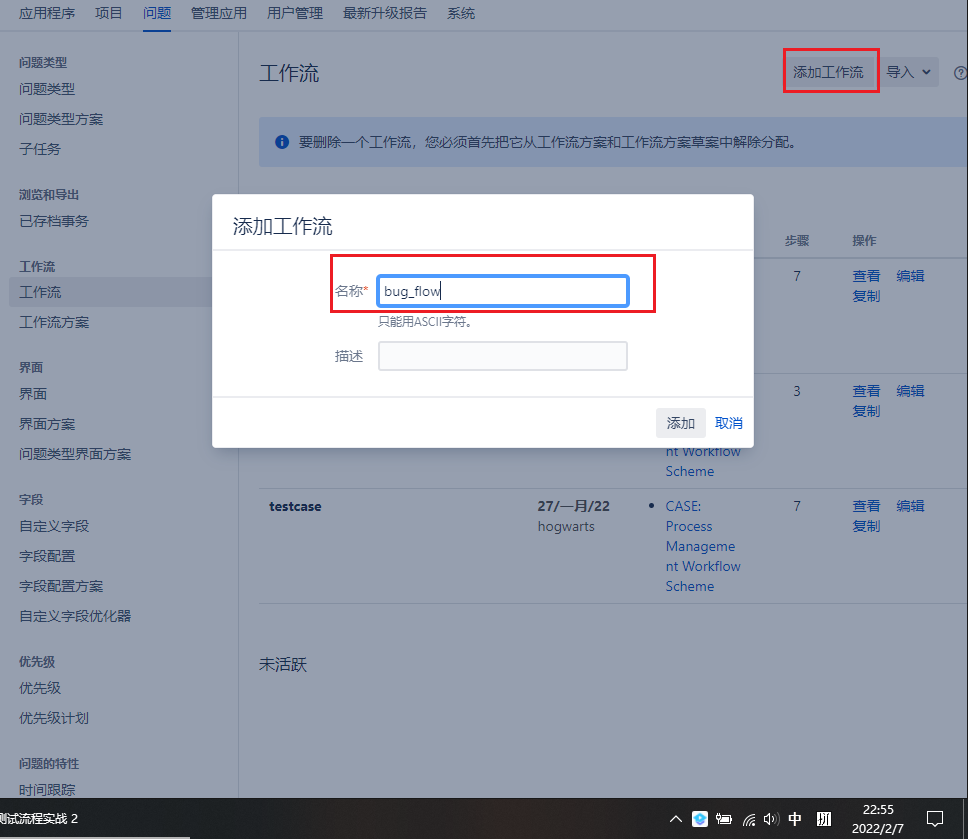 应用程序 项目 问题 管理应用 用户管理 最新升级报告 系统
问题类型
问题类型
问题类型方案
子任务
浏览和导出
已存档事务
工作流
工作流
工作流方案
界面
界面
界面方案
问题类型界面方案
字段
自定义字段
字段配置
字段配置方案
自定义字段优化器
优先级
优先级
优先级计划
问题的特性
时间跟踪
工作流
添加工作流 导入
要删除一个工作流，您必须首先把它从工作流方案和工作流方案草案中解除分配。
添加工作流
名称* bug_flow
只能用ASCII字符。
描述
添加 取消
步骤 操作
7 查看 编辑
复制
3 查看 编辑
复制
nt Workflow
Scheme
testcase 27/一月/22 • CASE: 7 查看 编辑
hogwarts Process 复制
Manageme
nt Workflow
Scheme
未活跃
测试流程实战 2
中 拼 22:55
2022/2/7